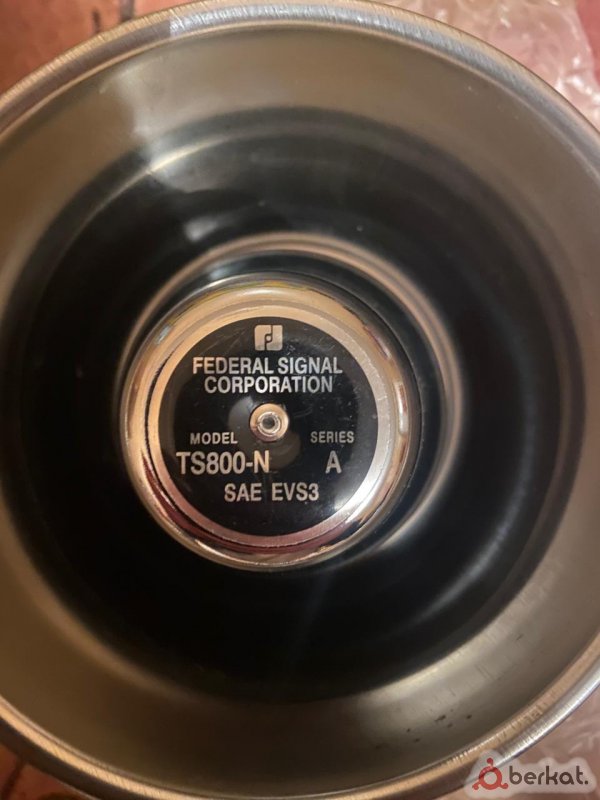 FEDERAL SIGNAL
CORPORATION
MODEL SERIES
TS800-N A
SAE EVS3
berkat.